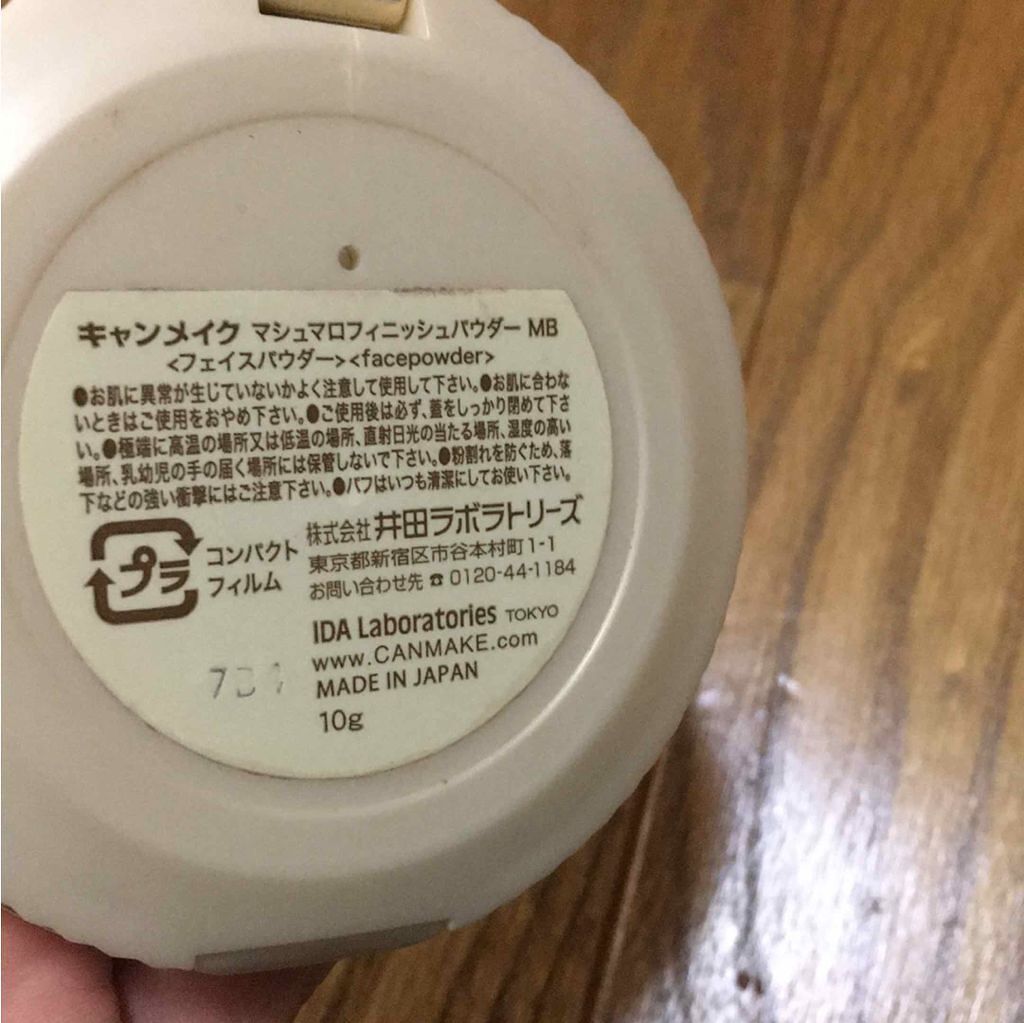 キャンメイク マシュマロフィニッシュパウダー MB
<フェイスパウダー><facepowder>
●お肌に異常が生じていないかよく注意して使用して下さい。●お肌に合わな
いときはご使用をおやめ下さい。●ご使用後は必ず、蓋をしっかり閉めて下さ
い。●極端に高温の場所又は低温の場所、直射日光の当たる場所、湿度の高い
場所、乳幼児の手の届く場所には保管しないで下さい。●粉割れを防ぐため、落
下などの強い衝撃にはご注意下さい。●パフはいつも清潔にしてお使い下さい。
プラ
コンパクト
フィルム
株式会社 井田ラボラトリーズ
東京都新宿区市谷本村町1-1
お問い合わせ先 ☎ 0120-44-1184
IDA Laboratories TOKYO
www.CANMAKE.com
MADE IN JAPAN
10g